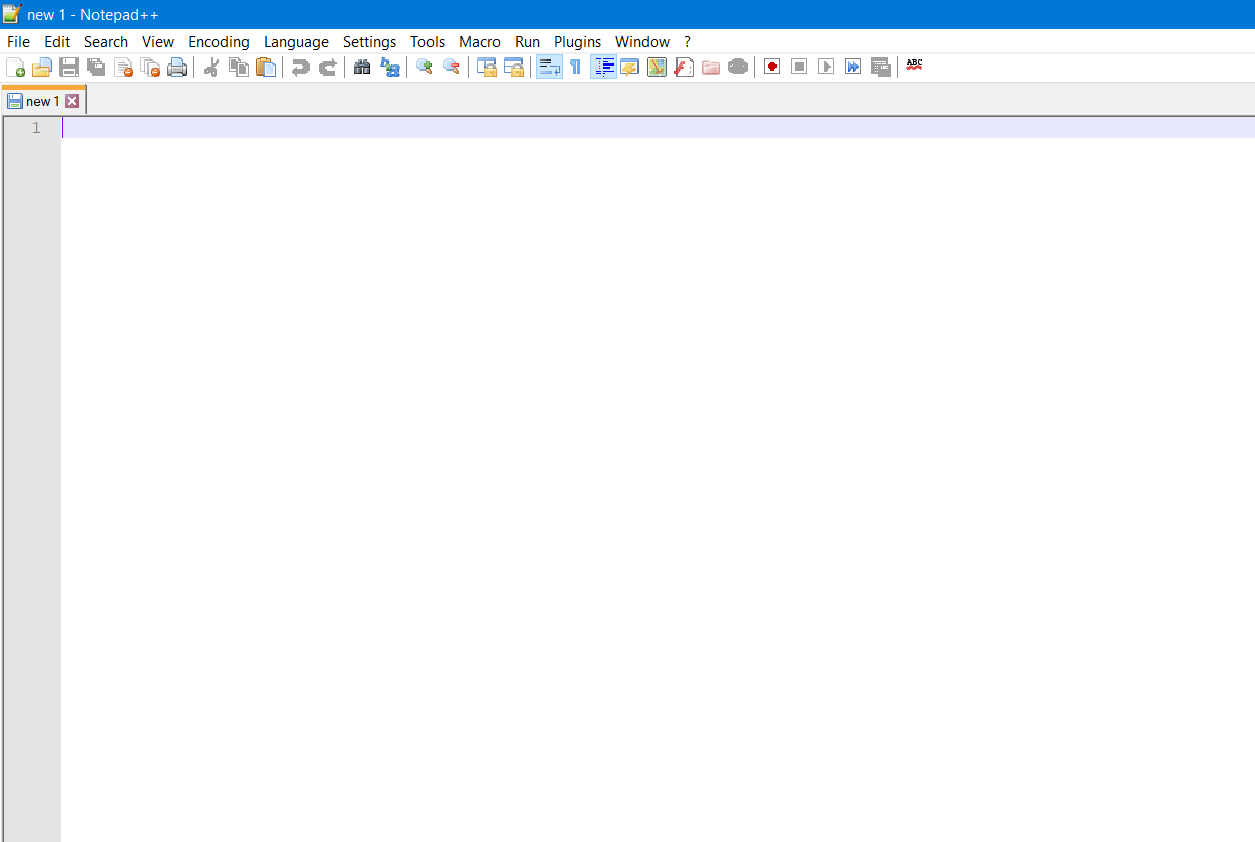 new 1 - Notepad++
File Edit Search View Encoding Language Settings Tools Macro Run Plugins Window ?
ABC
new 1
1